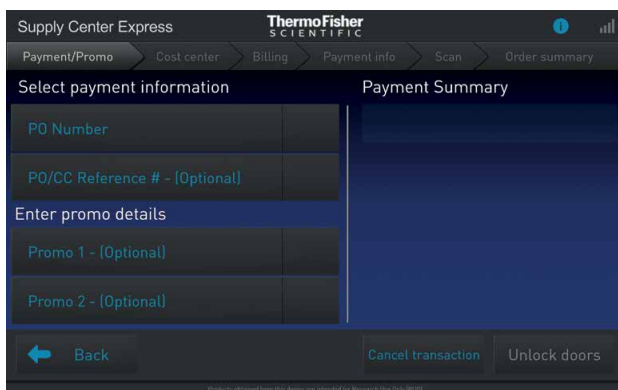 Supply Center Express
ThermoFisher
SCIENTIFIC
Payment/Promo
Cost center
Billing
Payment info
Scan
Order summary
Select payment information
Payment Summary
PO Number
PO/CC Reference # - (Optional)
Enter promo details
Promo 1 - (Optional)
Promo 2 - (Optional)
Back
Cancel transaction
Unlock doors